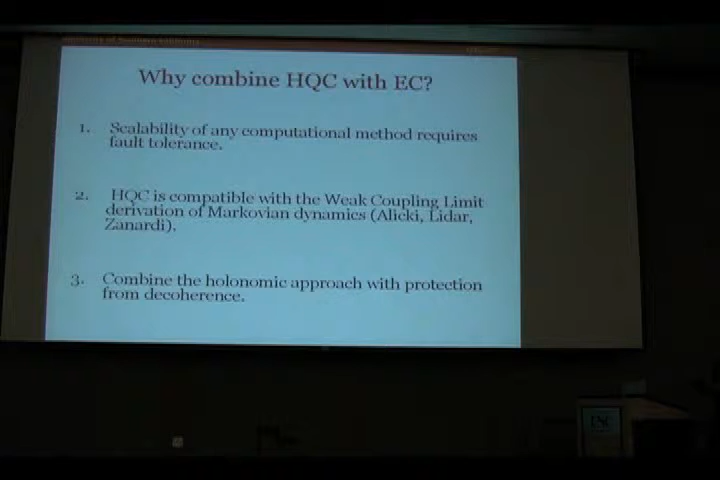 Why combine HQC with EC?
1. Scalability of any computational method requires
fault tolerance.
2. HQC is compatible with the Weak Coupling Limit
derivation of Markovian dynamics (Alicki, Lidar,
Zanardi).
3. Combine the holonomic approach with protection
from decoherence.